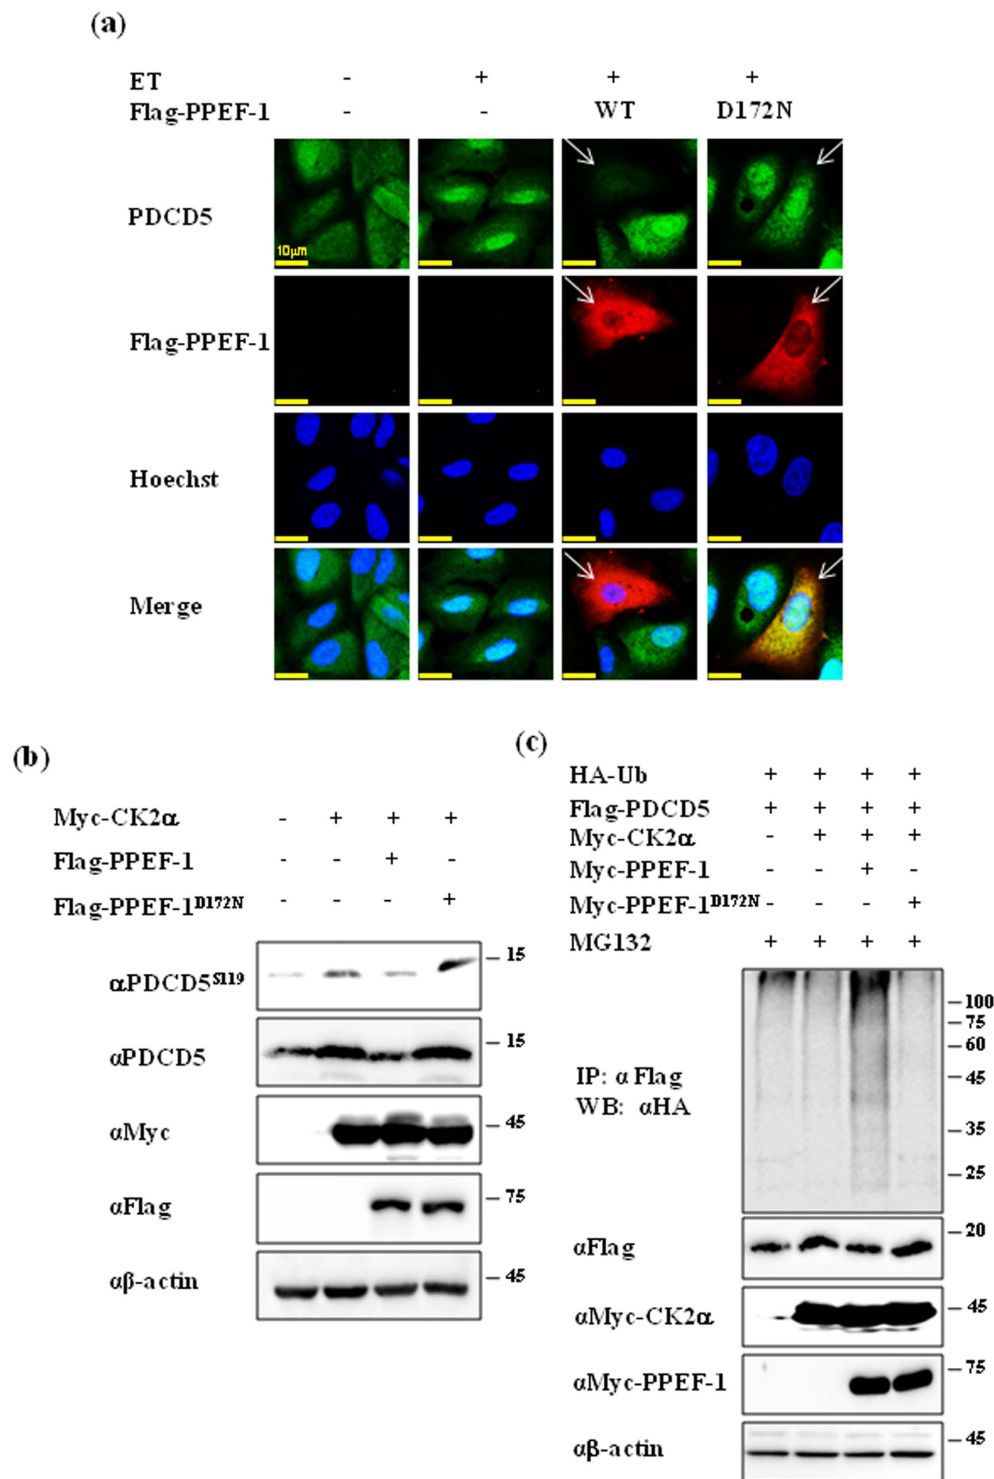 (a)
ET - + + +
Flag-PPEF-1 - - WT D172N
PDCD5
10μm
Flag-PPEF-1
Hoechst
Merge
(b)
Myc-CK2α - + + +
Flag-PPEF-1 - - + -
Flag-PPEF-1D172N - - - +
αPDCD5S119 15
αPDCD5 15
αMyc 45
αFlag 75
αβ-actin 45
(c)
HA-Ub + + + +
Flag-PDCD5 + + + +
Myc-CK2α - + + +
Myc-PPEF-1 - - + -
Myc-PPEF-1D172N - - - +
MG132 + + + +
100
75
60
IP: α Flag 45
WB: αHA
35
25
αFlag 20
αMyc-CK2α 45
αMyc-PPEF-1 75
αβ-actin 45